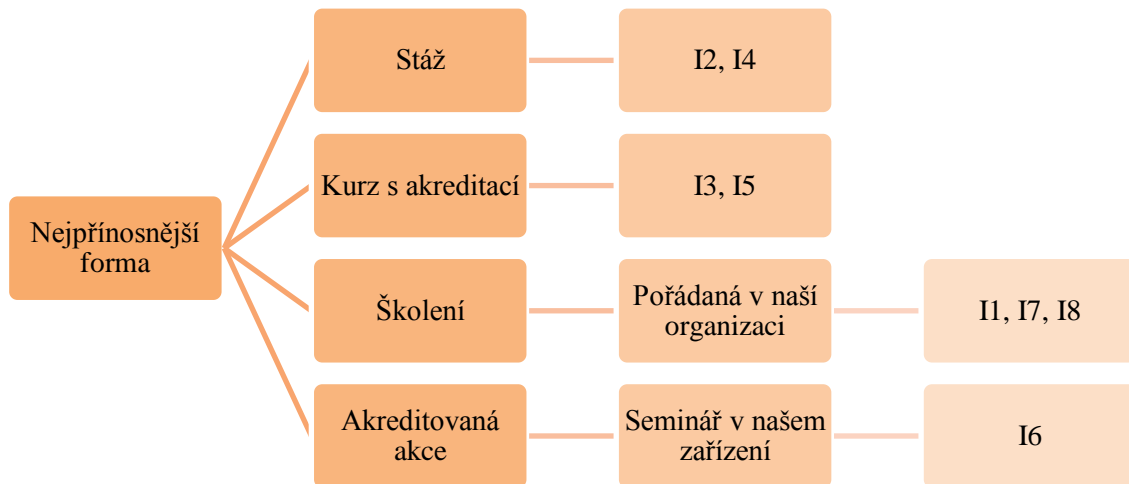 Nejpřínosnější
forma
Stáž
I2, I4
Kurz s akreditací
I3, I5
Školení
Pořádaná v naší
organizaci
I1, I7, I8
Akreditovaná
akce
Seminář v našem
zařízení
I6